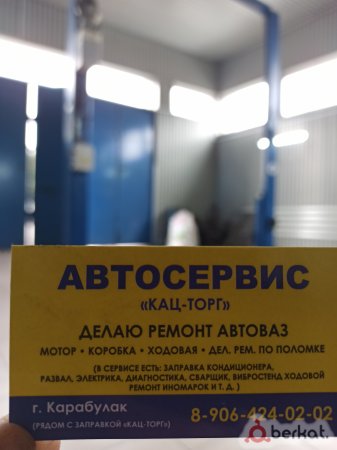 АВТОСЕРВИС
«КАЦ-ТОРГ»
ДЕЛАЮ РЕМОНТ АВТОВАЗ
МОТОР • КОРОБКА • ХОДОВАЯ • ДЕЛ. РЕМ. ПО ПОЛОМКЕ
(В СЕРВИСЕ ЕСТЬ: ЗАПРАВКА КОНДИЦИОНЕРА,
РАЗВАЛ, ЭЛЕКТРИКА, ДИАГНОСТИКА, СВАРЩИК, ВИБРОСТЕНД ХОДОВОЙ
РЕМОНТ ИНОМАРОК И Т. Д. )
г. Карабулак
8-906-424-02-02
(РЯДОМ С ЗАПРАВКОЙ «КАЦ-ТОРГ»)
berkat.